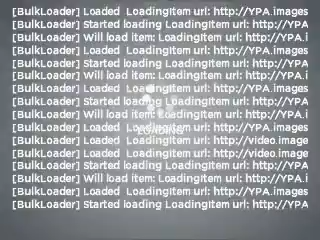 [BulkLoader] Loaded  LoadingItem url: http://YPA.images
[BulkLoader] Started loading LoadingItem url: http://YPA
[BulkLoader] Will load item: LoadingItem url: http://YPA.i
[BulkLoader] Loaded  LoadingItem url: http://YPA.images
[BulkLoader] Started loading LoadingItem url: http://YPA
[BulkLoader] Will load item: LoadingItem url: http://YPA.i
[BulkLoader] Loaded  LoadingItem url: http://YPA.images
[BulkLoader] Started loading LoadingItem url: http://YPA
[BulkLoader] Will load item: LoadingItem url: http://YPA.i
[BulkLoader] Loaded  LoadingItem url: http://YPA.images
LOADING
[BulkLoader] Loaded  LoadingItem url: http://video.image
[BulkLoader] Loaded  LoadingItem url: http://video.image
[BulkLoader] Started loading LoadingItem url: http://YPA
[BulkLoader] Will load item: LoadingItem url: http://YPA.i
[BulkLoader] Loaded  LoadingItem url: http://YPA.images
[BulkLoader] Started loading LoadingItem url: http://YPA